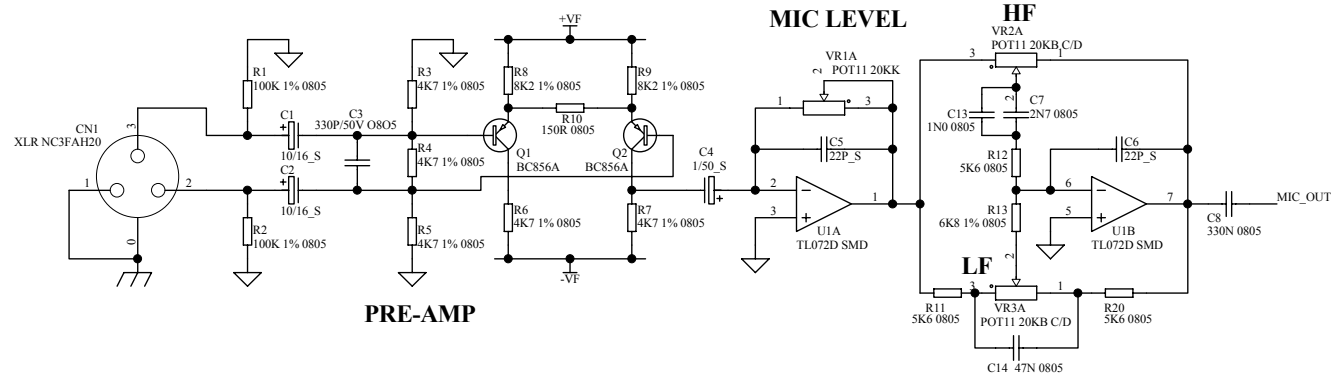 MIC LEVEL
HF
LF
PRE-AMP
+VF
-VF
CN1
XLR NC3FAH20
3
1
2
0
R1
100K 1% 0805
R2
100K 1% 0805
C1
10/16_S
C2
10/16_S
C3
330P/50V O8O5
R3
4K7 1% 0805
R4
4K7 1% 0805
R5
4K7 1% 0805
R8
8K2 1% 0805
R9
8K2 1% 0805
R10
150R 0805
Q1
BC856A
Q2
BC856A
R6
4K7 1% 0805
R7
4K7 1% 0805
C4
1/50_S
VR1A
POT11 20KK
1
2
3
C5
22P_S
2
3
1
U1A
TL072D SMD
VR2A
POT11 20KB C/D
3
1
2
C13
1N0 0805
C7
2N7 0805
R12
5K6 0805
R13
6K8 1% 0805
C6
22P_S
6
5
7
U1B
TL072D SMD
C8
330N 0805
MIC_OUT
2
3
1
VR3A
POT11 20KB C/D
R11
5K6 0805
R20
5K6 0805
C14 47N 0805